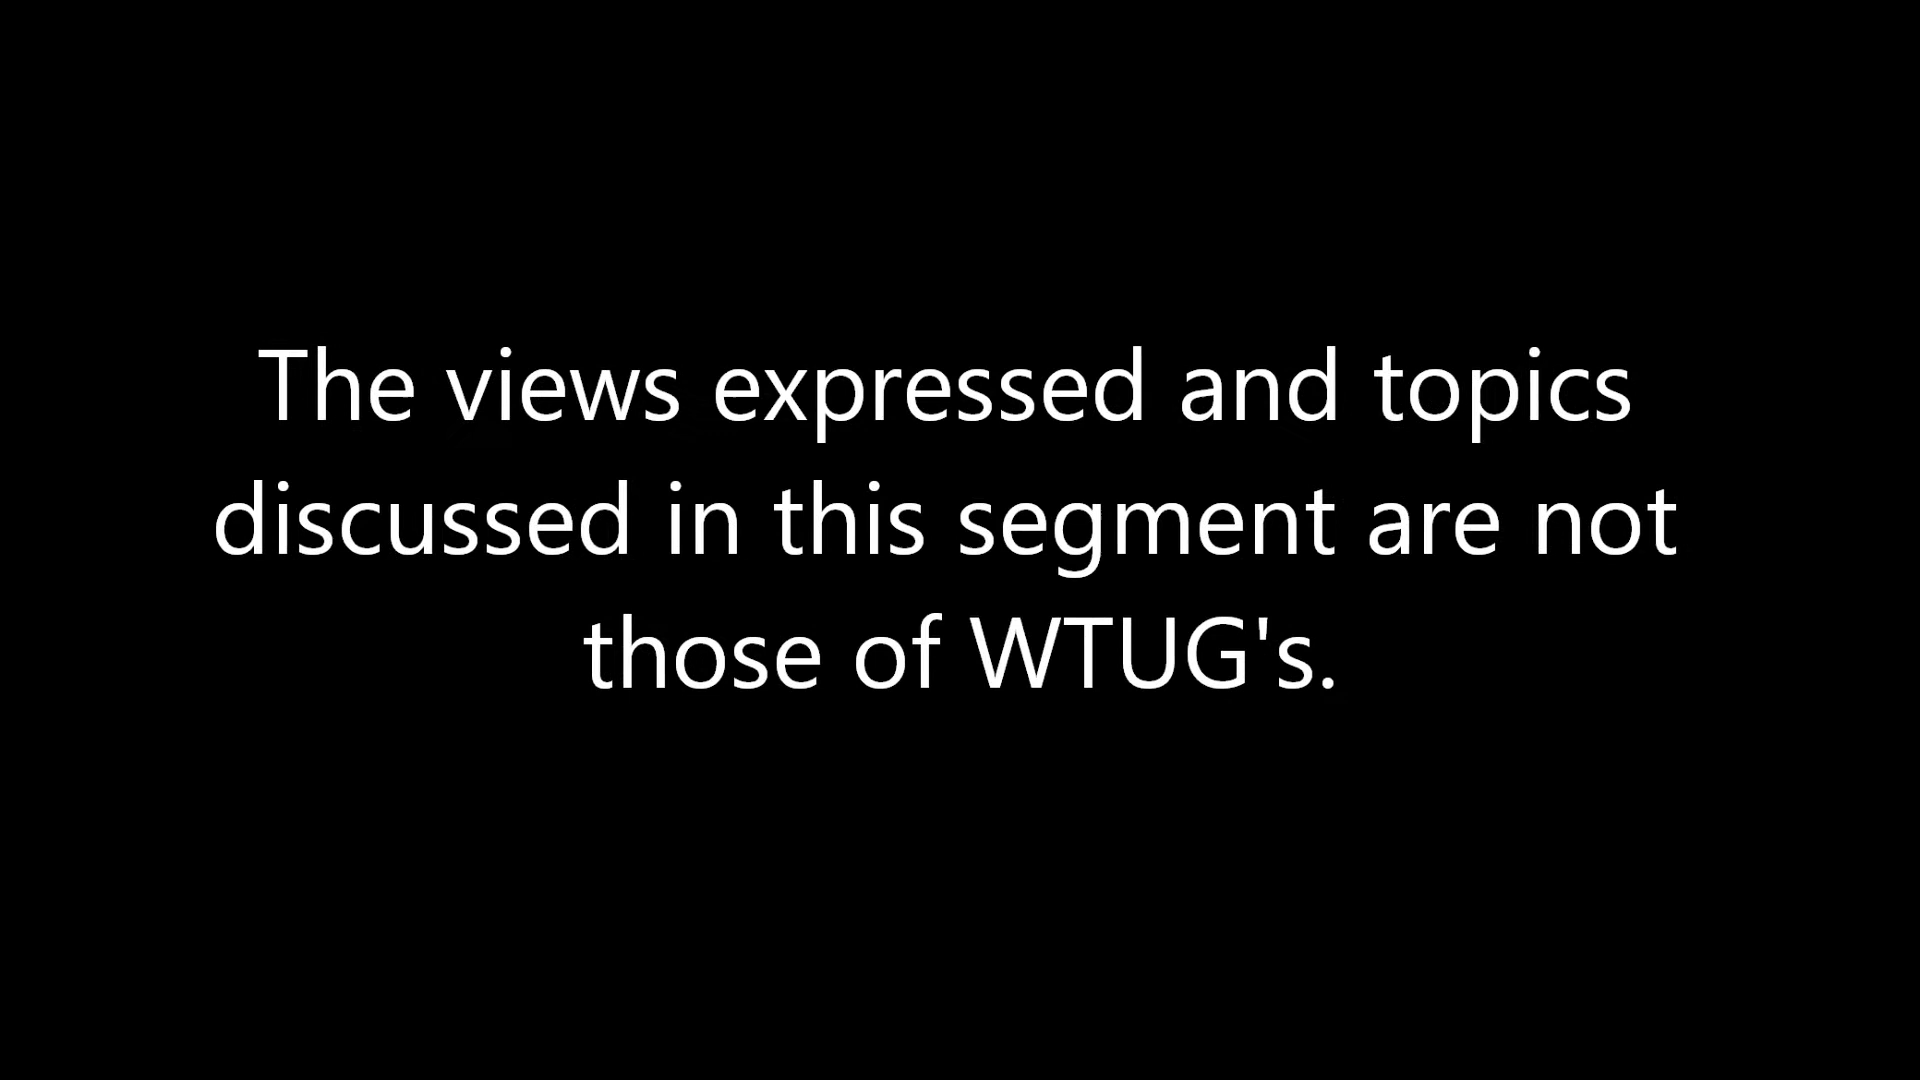 The views expressed and topics
discussed in this segment are not
those of WTUG's.